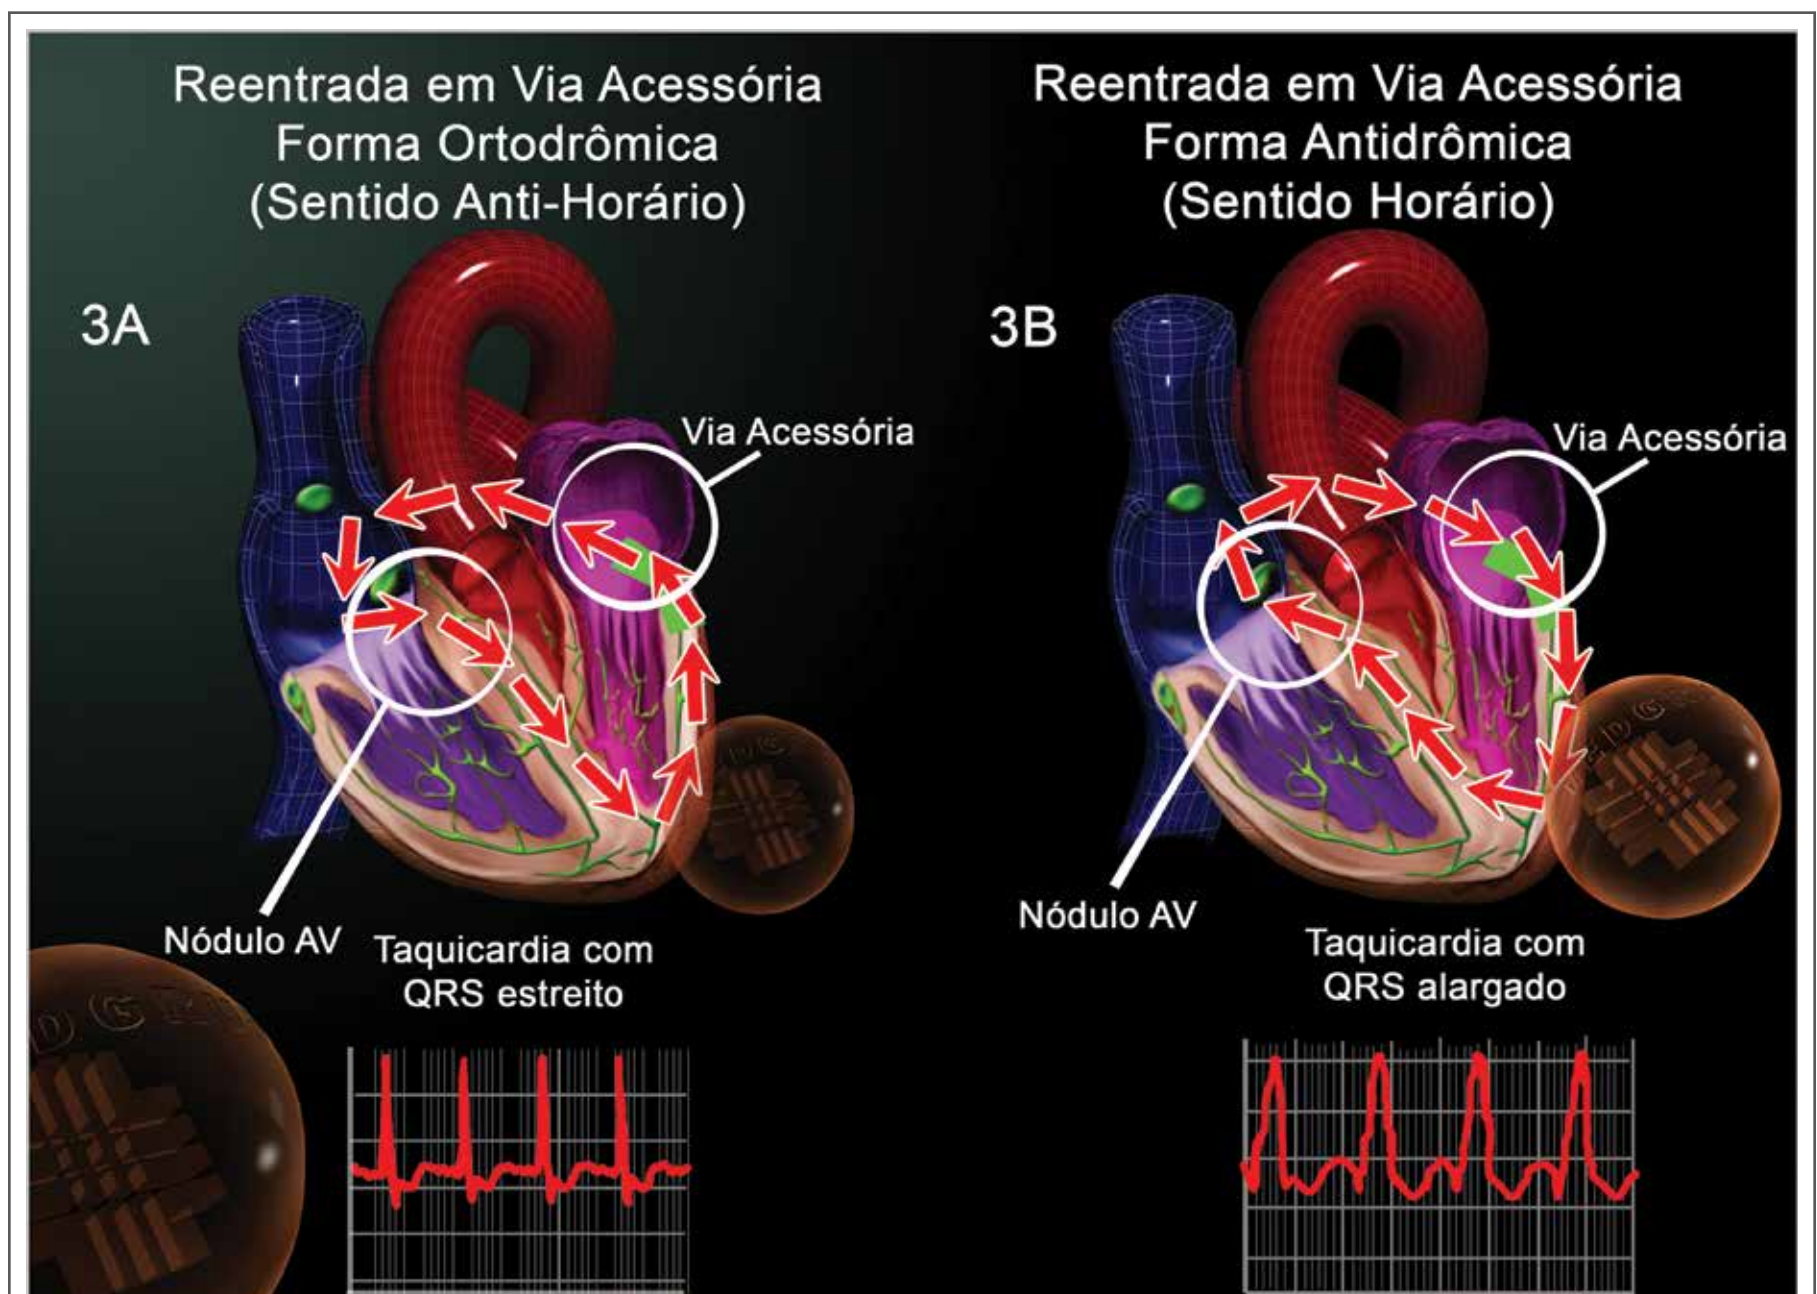 Reentrada em Via Acessória
Forma Ortodrômica
(Sentido Anti-Horário)
3A
Via Acessória
Nódulo AV
Taquicardia com
QRS estreito
Reentrada em Via Acessória
Forma Antidrômica
(Sentido Horário)
3B
Via Acessória
Nódulo AV
Taquicardia com
QRS alargado